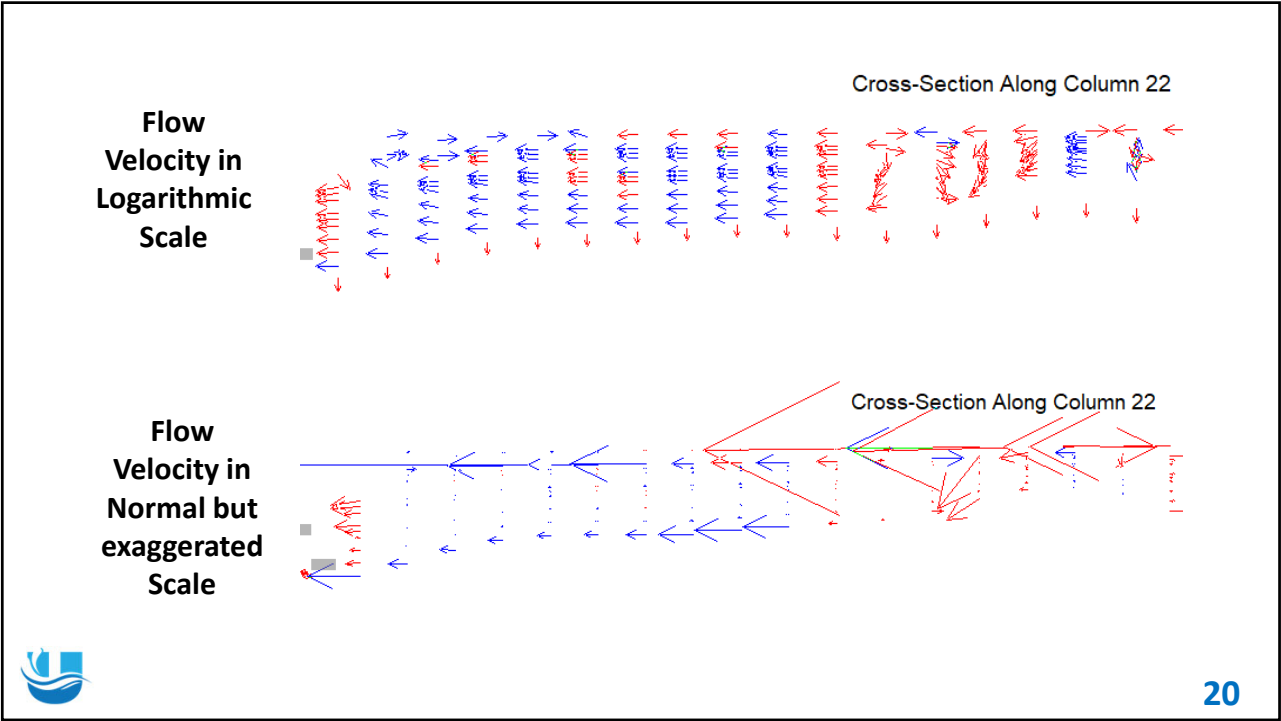 Cross-Section Along Column 22
Flow
Velocity in
Logarithmic
Scale
Cross-Section Along Column 22
Flow
Velocity in
Normal but
exaggerated
Scale
20